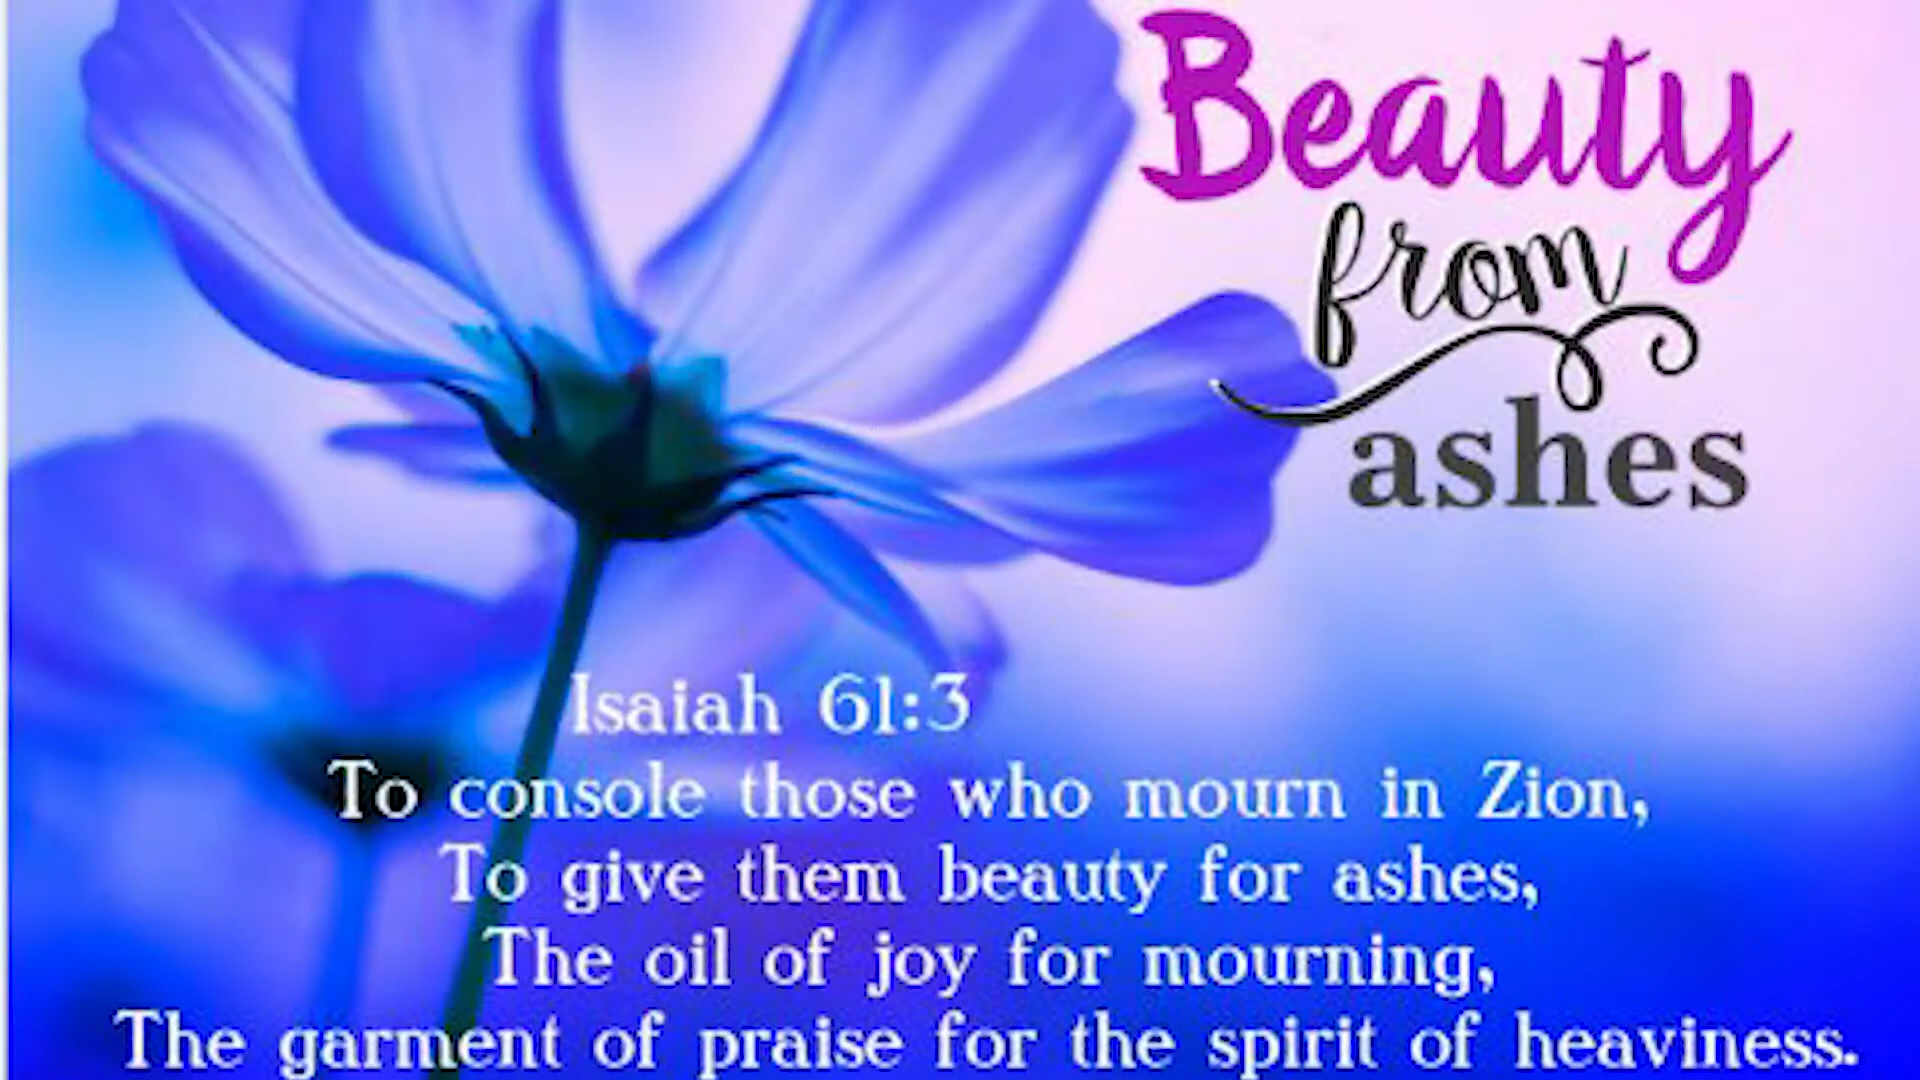 Beauty
from
ashes
Isaiah 61:3
To console those who mourn in Zion,
To give them beauty for ashes,
The oil of joy for mourning,
The garment of praise for the spirit of heaviness.